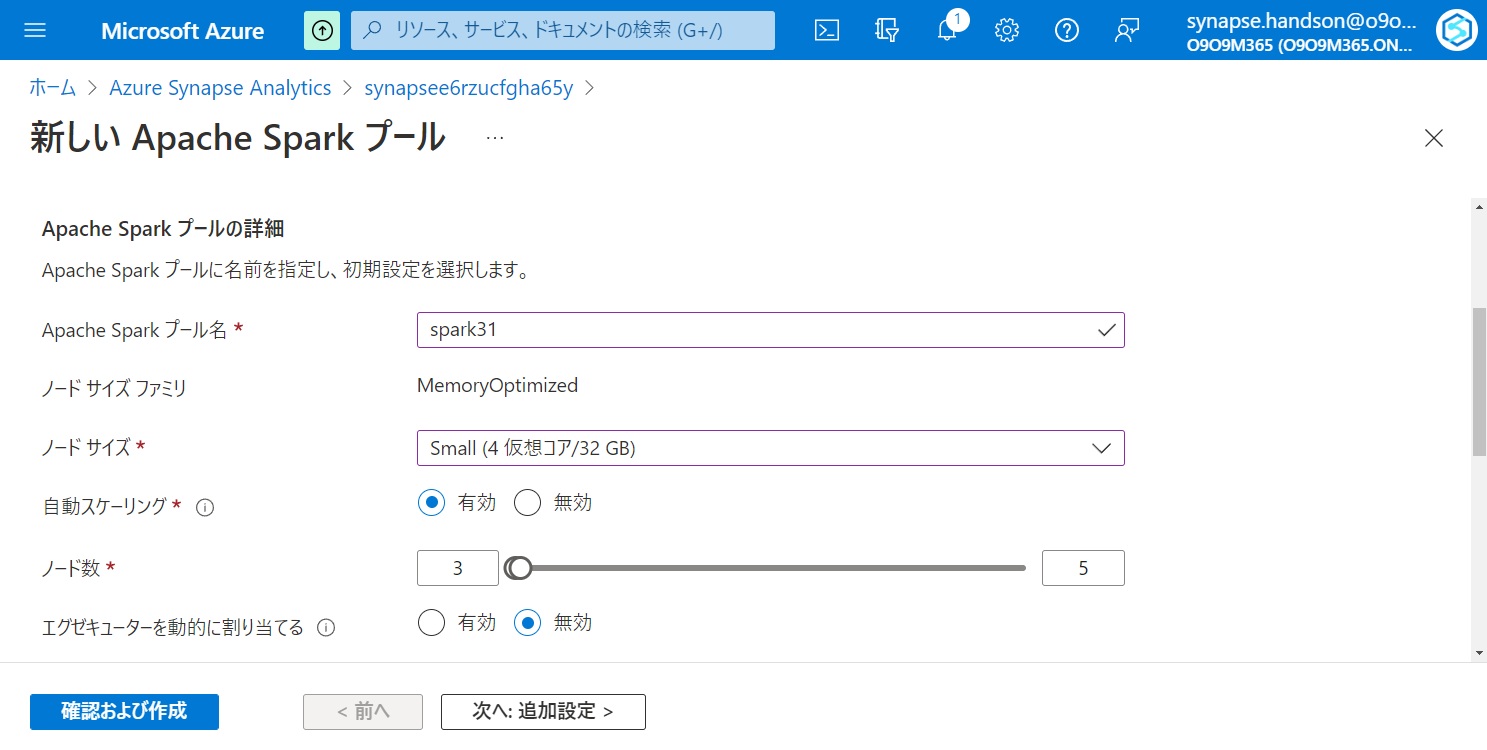 Microsoft Azure
リソース、サービス、ドキュメントの検索 (G+/)
1
synapse.handson@o9o...
O9O9M365 (O9O9M365.ON...
ホーム > Azure Synapse Analytics > synapsee6rzucfgha65y >
新しい Apache Spark プール ...
Apache Spark プールの詳細
Apache Spark プールに名前を指定し、初期設定を選択します。
Apache Spark プール名 * spark31
ノード サイズ ファミリ MemoryOptimized
ノード サイズ * Small (4 仮想コア/32 GB)
自動スケーリング * 有効 無効
ノード数 * 3 5
エグゼキューターを動的に割り当てる 有効 無効
確認および作成 < 前へ 次へ: 追加設定 >